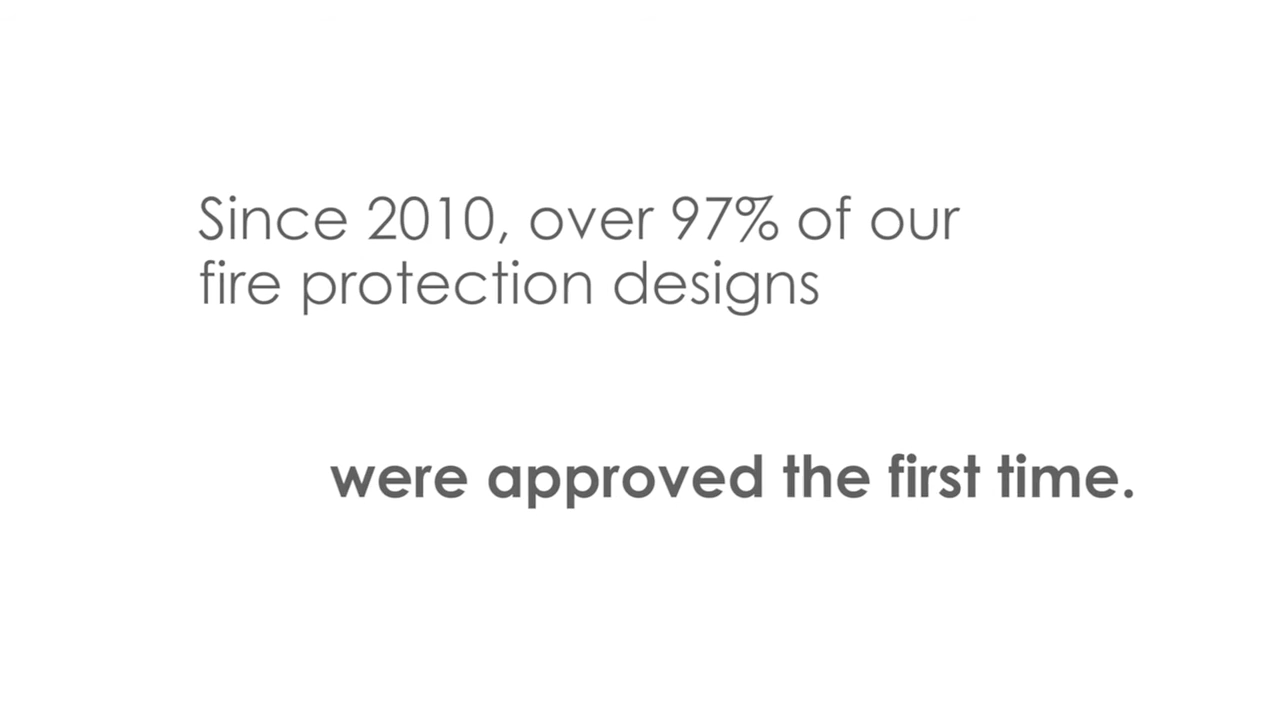 Since 2010, over 97% of our
fire protection designs
were approved the first time.